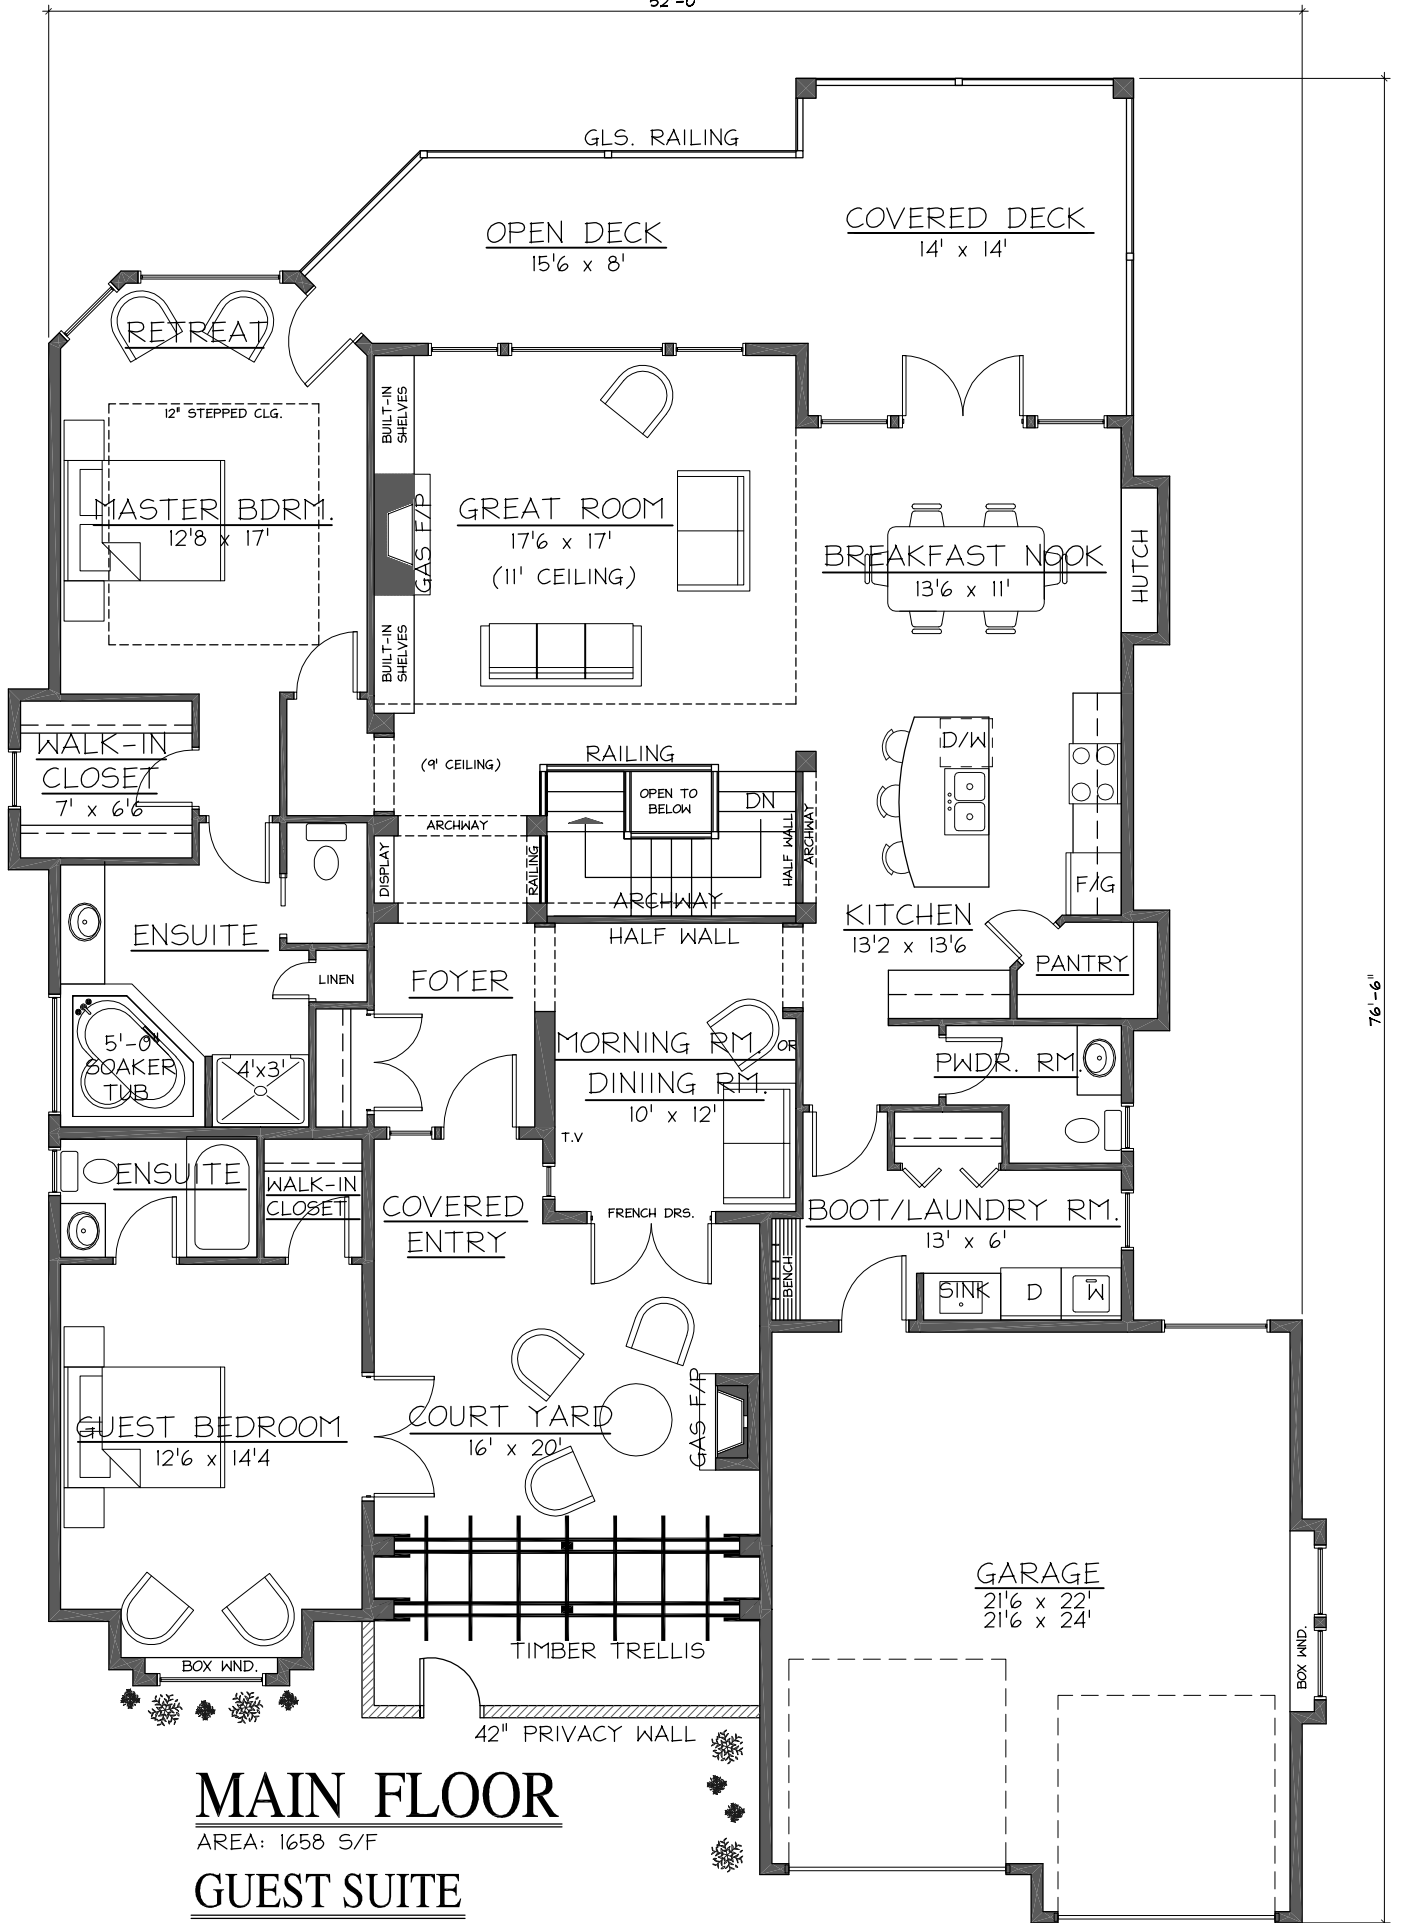 52'-0"
GLS. RAILING
OPEN DECK
15'6 x 8'
COVERED DECK
14' x 14'
RETREAT
12" STEPPED CLG.
MASTER BDRM.
12'8 x 17'
BUILT-IN
SHELVES
GAS F/P
BUILT-IN
SHELVES
GREAT ROOM
17'6 x 17'
(11' CEILING)
BREAKFAST NOOK
13'6 x 11'
HUTCH
WALK-IN
CLOSET
7' x 6'6
(9' CEILING)
RAILING
OPEN TO
BELOW
DN
D/W
ARCHWAY
DISPLAY
RAILING
HALF WALL
ARCHWAY
ARCHWAY
HALF WALL
F/G
KITCHEN
13'2 x 13'6
PANTRY
ENSUITE
LINEN
FOYER
76'-6"
5'-0"
SOAKER
TUB
4'x3'
MORNING RM. OR
DINIING RM.
10' x 12'
T.V
PWDR. RM.
ENSUITE
WALK-IN
CLOSET
COVERED
ENTRY
FRENCH DRS.
BOOT/LAUNDRY RM.
13' x 6'
BENCH
SINK
D
W
GUEST BEDROOM
12'6 x 14'4
COURT YARD
16' x 20'
GAS F/P
GARAGE
21'6 x 22'
21'6 x 24'
BOX WND.
TIMBER TRELLIS
BOX WND.
42" PRIVACY WALL
MAIN FLOOR
AREA: 1658 S/F
GUEST SUITE